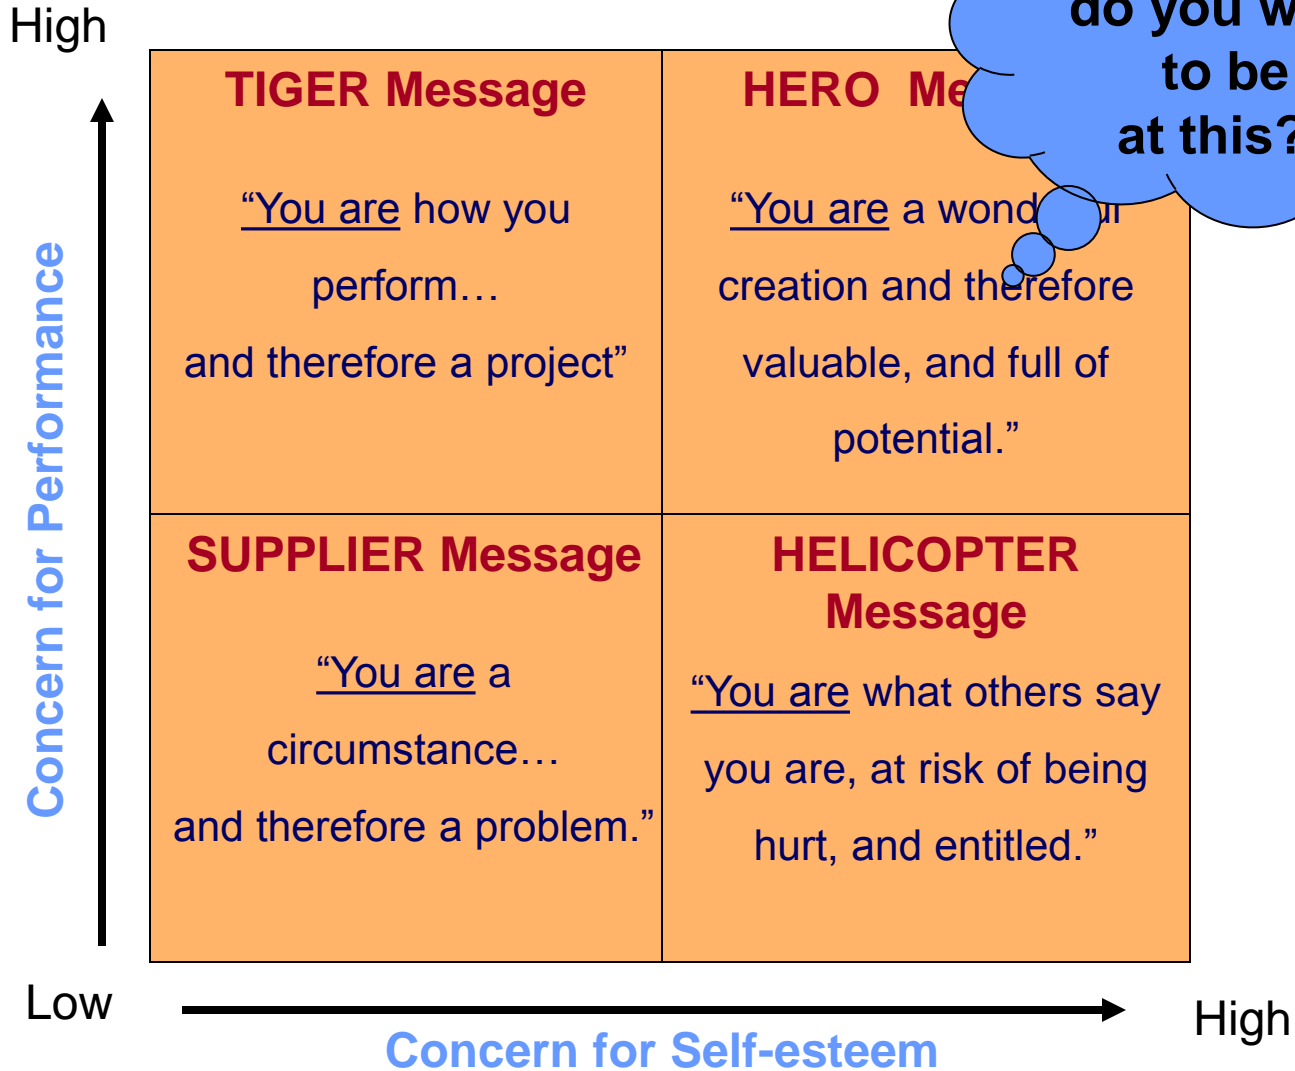 High
do you
to be
at this?
TIGER Message
“You are how you
perform…
and therefore a project”
HERO
“You are a
creation and therefore
valuable, and full of
potential.”
Concern for Performance
SUPPLIER Message
“You are a
circumstance…
and therefore a problem.”
HELICOPTER
Message
“You are what others say
you are, at risk of being
hurt, and entitled.”
Low
High
Concern for Self-esteem